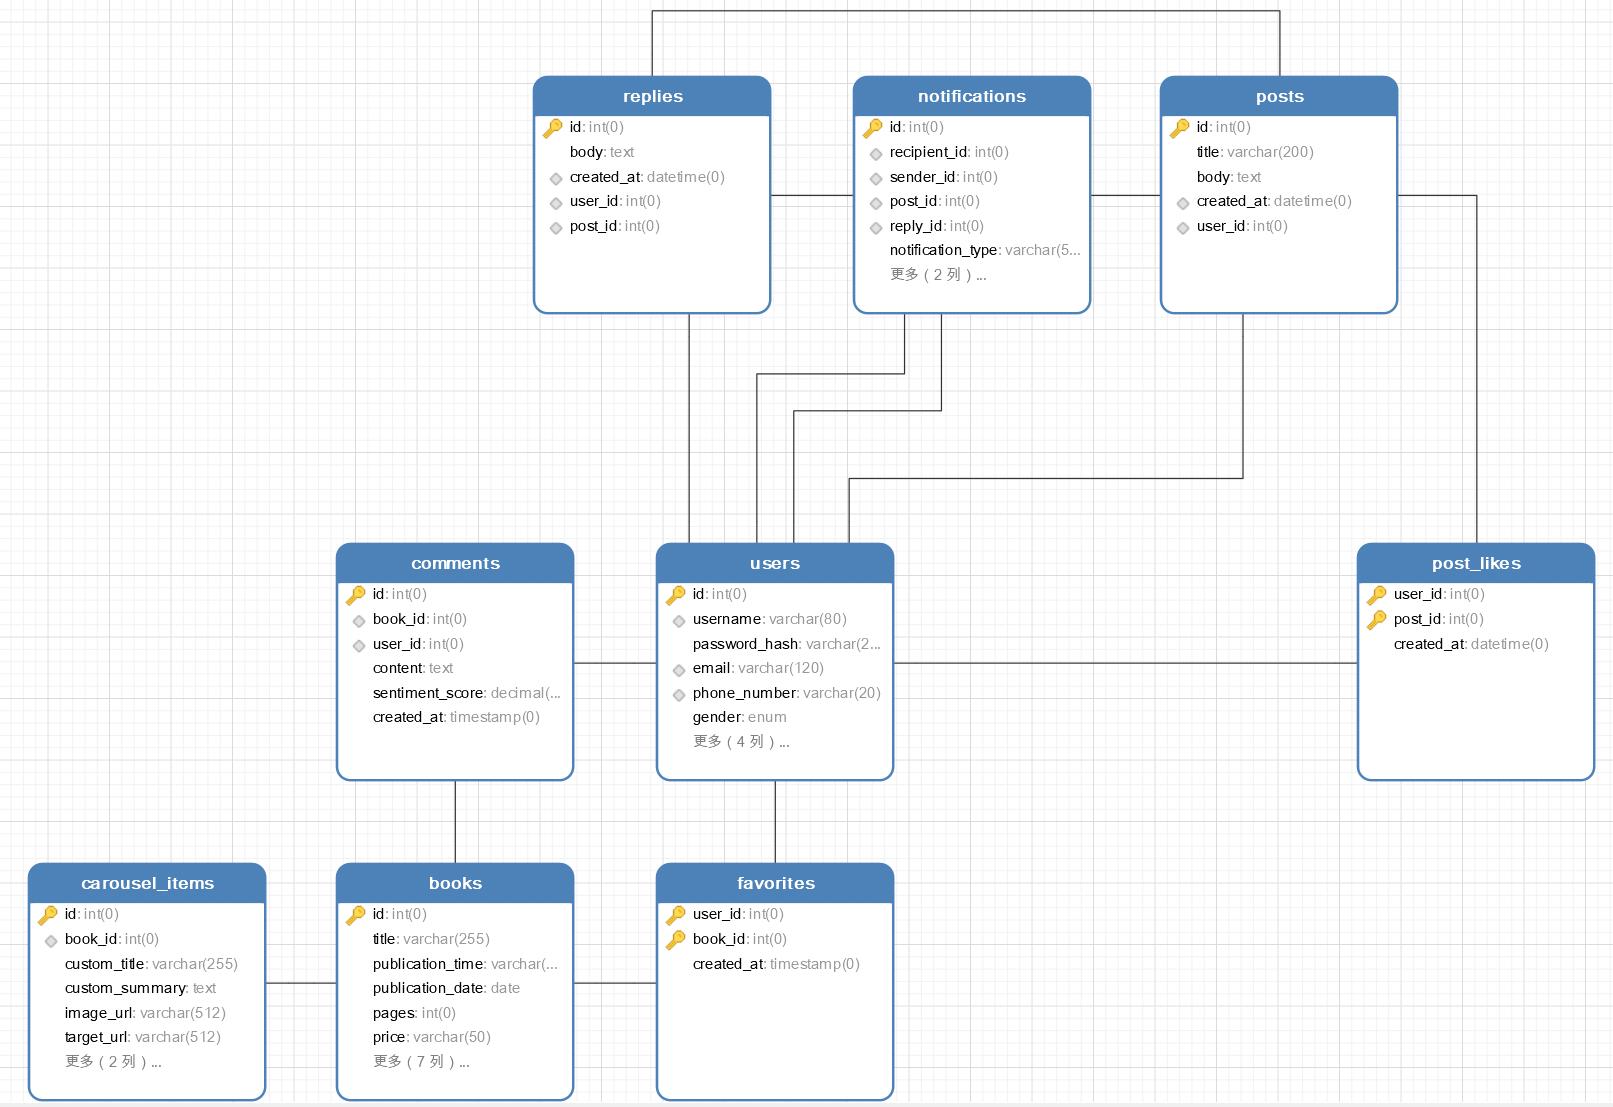 replies
id: int(0)
body: text
created_at: datetime(0)
user_id: int(0)
post_id: int(0)
notifications
id: int(0)
recipient_id: int(0)
sender_id: int(0)
post_id: int(0)
reply_id: int(0)
notification_type: varchar(5...
更多 ( 2 列 ) ...
posts
id: int(0)
title: varchar(200)
body: text
created_at: datetime(0)
user_id: int(0)
comments
id: int(0)
book_id: int(0)
user_id: int(0)
content: text
sentiment_score: decimal(...
created_at: timestamp(0)
users
id: int(0)
username: varchar(80)
password_hash: varchar(2...
email: varchar(120)
phone_number: varchar(20)
gender: enum
更多 ( 4 列 ) ...
post_likes
user_id: int(0)
post_id: int(0)
created_at: datetime(0)
carousel_items
id: int(0)
book_id: int(0)
custom_title: varchar(255)
custom_summary: text
image_url: varchar(512)
target_url: varchar(512)
更多 ( 2 列 ) ...
books
id: int(0)
title: varchar(255)
publication_time: varchar(...
publication_date: date
pages: int(0)
price: varchar(50)
更多 ( 7 列 ) ...
favorites
user_id: int(0)
book_id: int(0)
created_at: timestamp(0)